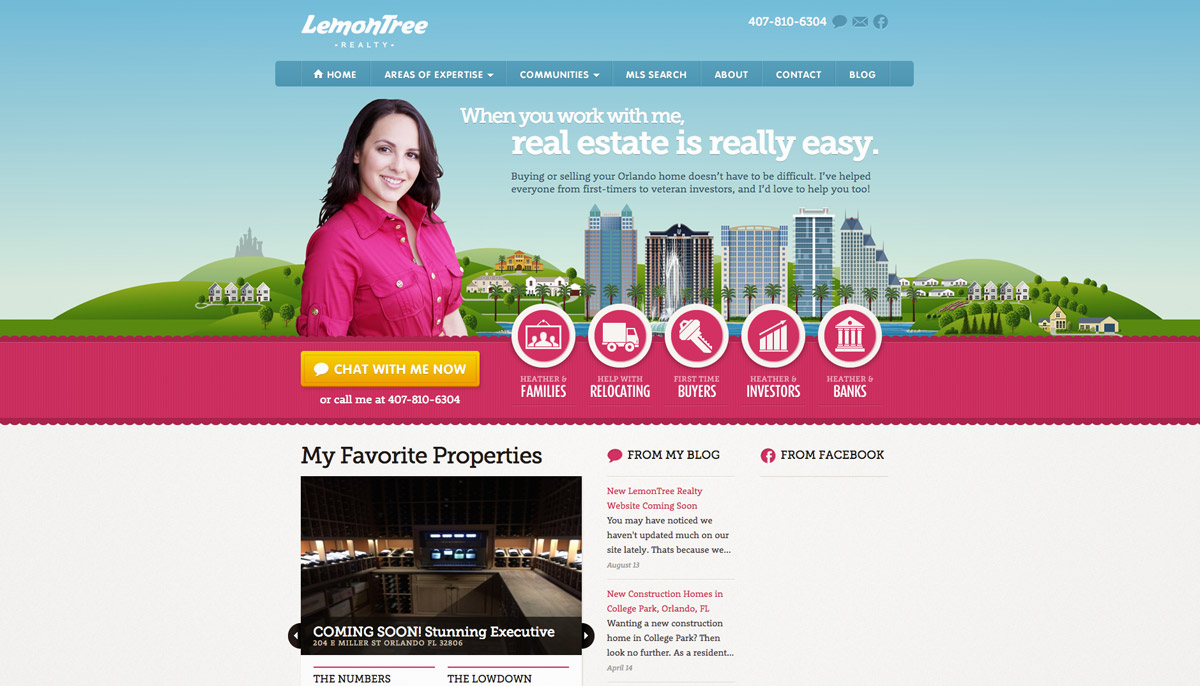 LemonTree
• REALTY •
407-810-6304
HOME
AREAS OF EXPERTISE
COMMUNITIES
MLS SEARCH
ABOUT
CONTACT
BLOG
When you work with me,
real estate is really easy.
Buying or selling your Orlando home doesn't have to be difficult. I've helped
everyone from first-timers to veteran investors, and I'd love to help you too!
CHAT WITH ME NOW
or call me at 407-810-6304
HEATHER &
FAMILIES
HELP WITH
RELOCATING
FIRST TIME
BUYERS
HEATHER &
INVESTORS
HEATHER &
BANKS
My Favorite Properties
COMING SOON! Stunning Executive
204 E MILLER ST ORLANDO FL 32806
THE NUMBERS
THE LOWDOWN
FROM MY BLOG
New LemonTree Realty
Website Coming Soon
You may have noticed we
haven't updated much on our
site lately. Thats because we...
August 13
New Construction Homes in
College Park, Orlando, FL
Wanting a new construction
home in College Park? Then
look no further. As a resident...
April 14
FROM FACEBOOK